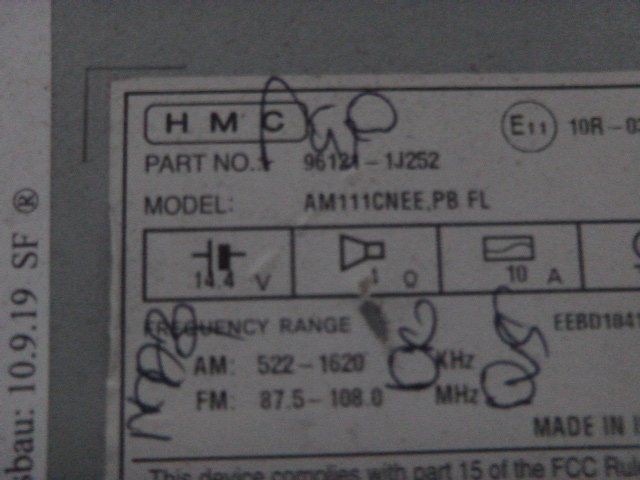 HMC
E11 10R-0
PART NO.: 96121-1J252
MODEL: AM111CNEE,PB FL
14.4 V 10 A
FREQUENCY RANGE
EEBD1841
AM: 522-1620 KHz
FM: 87.5-108.0 MHz
MADE IN
This device complies with part 15 of the FCC Rul
sbau: 10.9.19 SF ®